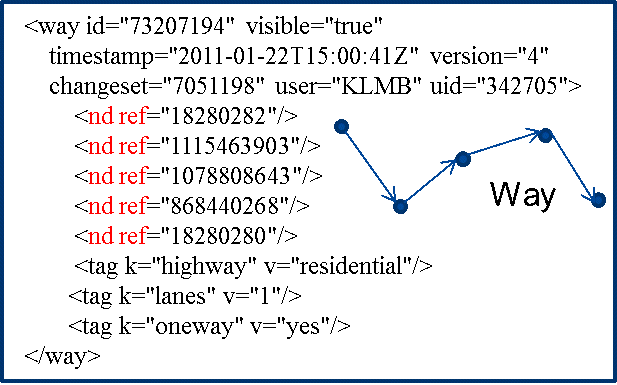 <way id="73207194" visible="true"
timestamp="2011-01-22T15:00:41Z" version="4"
changeset="7051198" user="KLMB" uid="342705">
<nd ref="18280282"/>
<nd ref="1115463903"/>
<nd ref="1078808643"/>
<nd ref="868440268"/>
<nd ref="18280280"/>
<tag k="highway" v="residential"/>
<tag k="lanes" v="1"/>
<tag k="oneway" v="yes"/>
</way>
Way